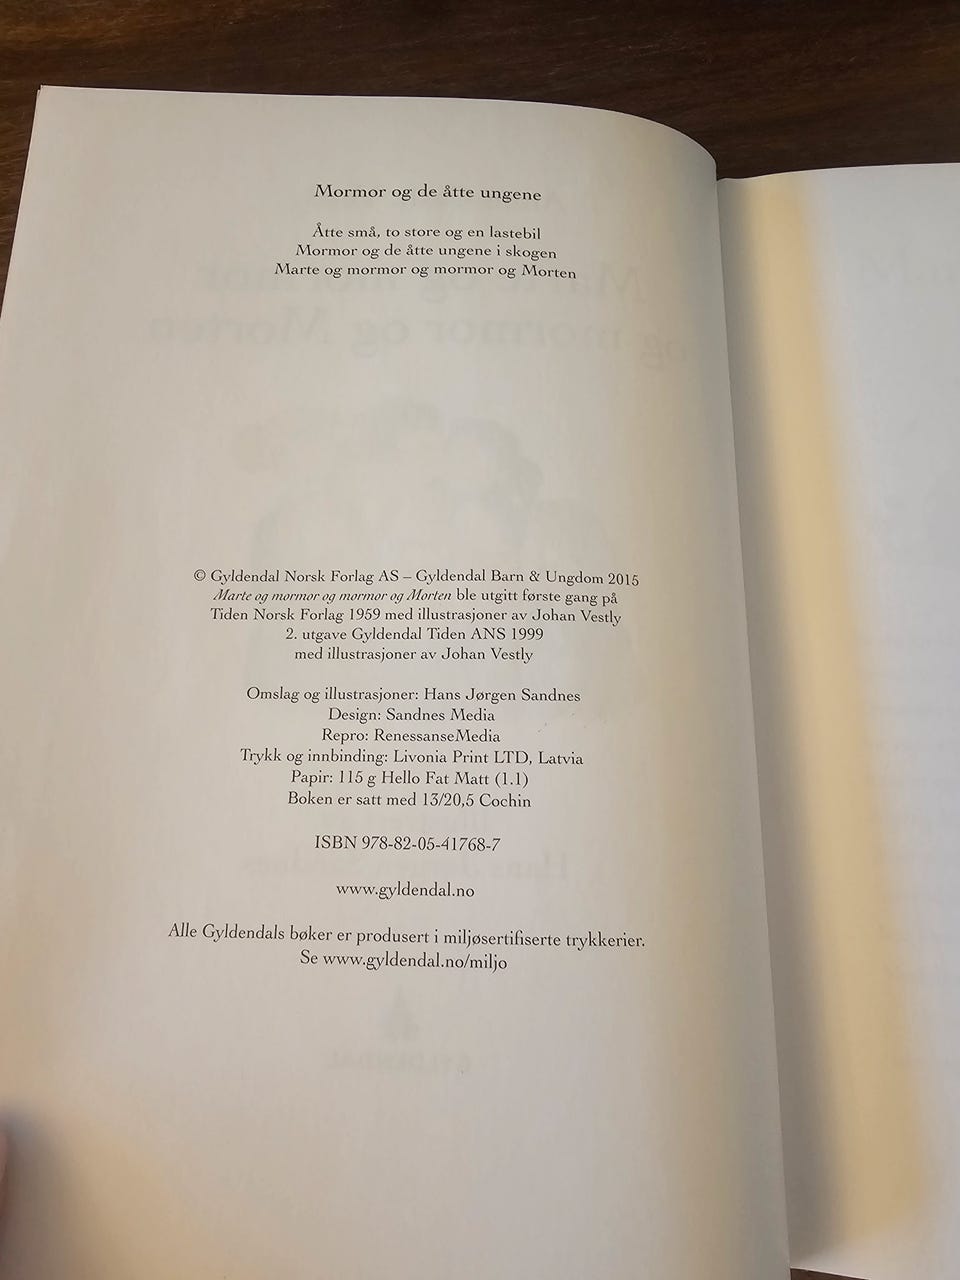 Mormor og de åtte ungene
Åtte små, to store og en lastebil
Mormor og de åtte ungene i skogen
Marte og mormor og mormor og Morten
© Gyldendal Norsk Forlag AS – Gyldendal Barn & Ungdom 2015
Marte og mormor og mormor og Morten ble utgitt første gang på
Tiden Norsk Forlag 1959 med illustrasjoner av Johan Vestly
2. utgave Gyldendal Tiden ANS 1999
med illustrasjoner av Johan Vestly
Omslag og illustrasjoner: Hans Jørgen Sandnes
Design: Sandnes Media
Repro: RenessanseMedia
Trykk og innbinding: Livonia Print LTD, Latvia
Papir: 115 g Hello Fat Matt (1.1)
Boken er satt med 13/20,5 Cochin
ISBN 978-82-05-41768-7
www.gyldendal.no
Alle Gyldendals bøker er produsert i miljøsertifiserte trykkerier.
Se www.gyldendal.no/miljo